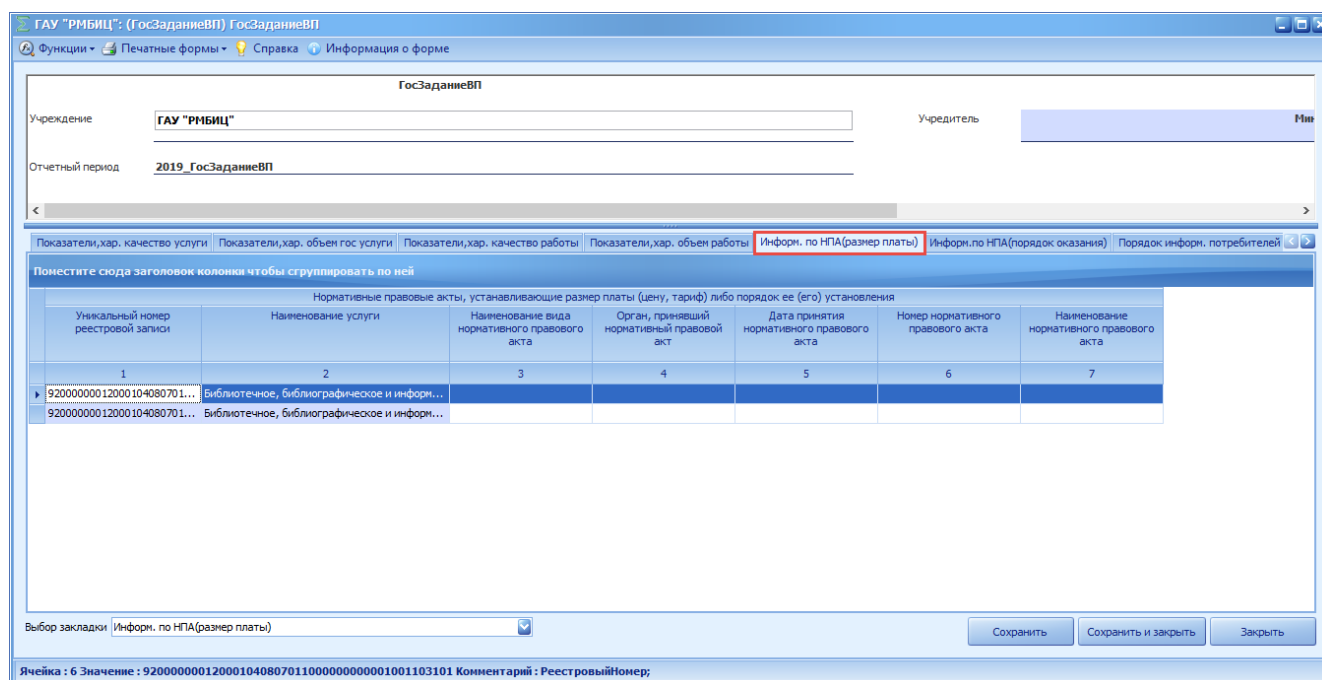 ГАУ "РМБИЦ": (ГосЗаданиеВП) ГосЗаданиеВП
Функции Печатные формы Справка Информация о форме
ГосЗаданиеВП
Учреждение ГАУ "РМБИЦ" Учредитель Мин
Отчетный период 2019_ГосЗаданиеВП
Показатели,хар. качество услуги Показатели,хар. объем гос услуги Показатели,хар. качество работы Показатели,хар. объем работы Информ. по НПА(размер платы) Информ.по НПА(порядок оказания) Порядок информ. потребителей
Поместите сюда заголовок колонки чтобы сгруппировать по ней
Нормативные правовые акты, устанавливающие размер платы (цену, тариф) либо порядок ее (его) установления
Уникальный номер Наименование услуги Наименование вида Орган, принявший Дата принятия Номер нормативного Наименование
реестровой записи нормативного правового нормативный правовой нормативного правового правового акта нормативного правового
акта акт акта акта
1 2 3 4 5 6 7
92000000012000104080701... Библиотечное, библиографическое и информ...
92000000012000104080701... Библиотечное, библиографическое и информ...
Выбор закладки Информ. по НПА(размер платы) Сохранить Сохранить и закрыть Закрыть
Ячейка : 6 Значение : 920000000120001040807011000000000001001103101 Комментарий : РеестровыйНомер;